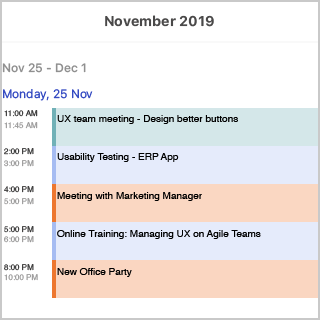 November 2019
Nov 25 - Dec 1
Monday, 25 Nov
11:00 AM
11:45 AM
UX team meeting - Design better buttons
2:00 PM
3:00 PM
Usability Testing - ERP App
4:00 PM
5:00 PM
Meeting with Marketing Manager
5:00 PM
6:00 PM
Online Training: Managing UX on Agile Teams
8:00 PM
10:00 PM
New Office Party